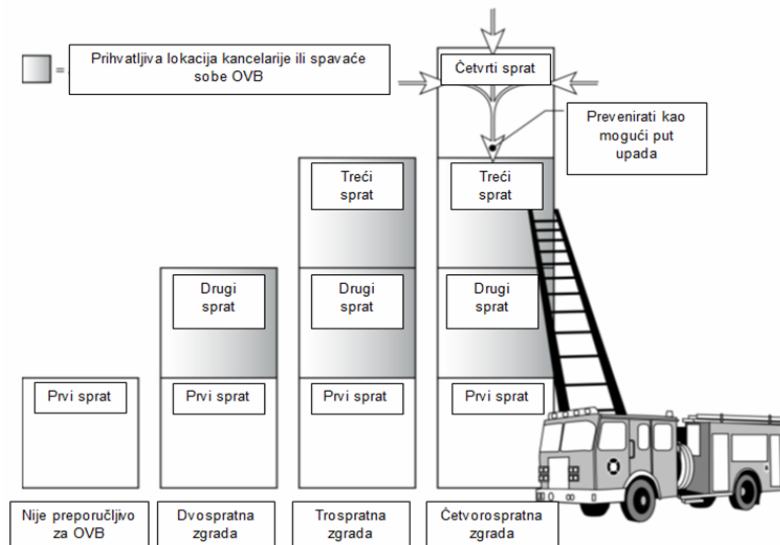 =
Prihvatljiva lokacija kancelarije ili spavaće
sobe OVB
Četvrti sprat
Prevenirati kao
mogući put
upada
Treći
sprat
Treći
sprat
Drugi
sprat
Drugi
sprat
Drugi
sprat
Prvi sprat
Prvi sprat
Prvi sprat
Prvi sprat
Nije preporučljivo
za OVB
Dvospratna
zgrada
Trospratna
zgrada
Četvorospratna
zgrada